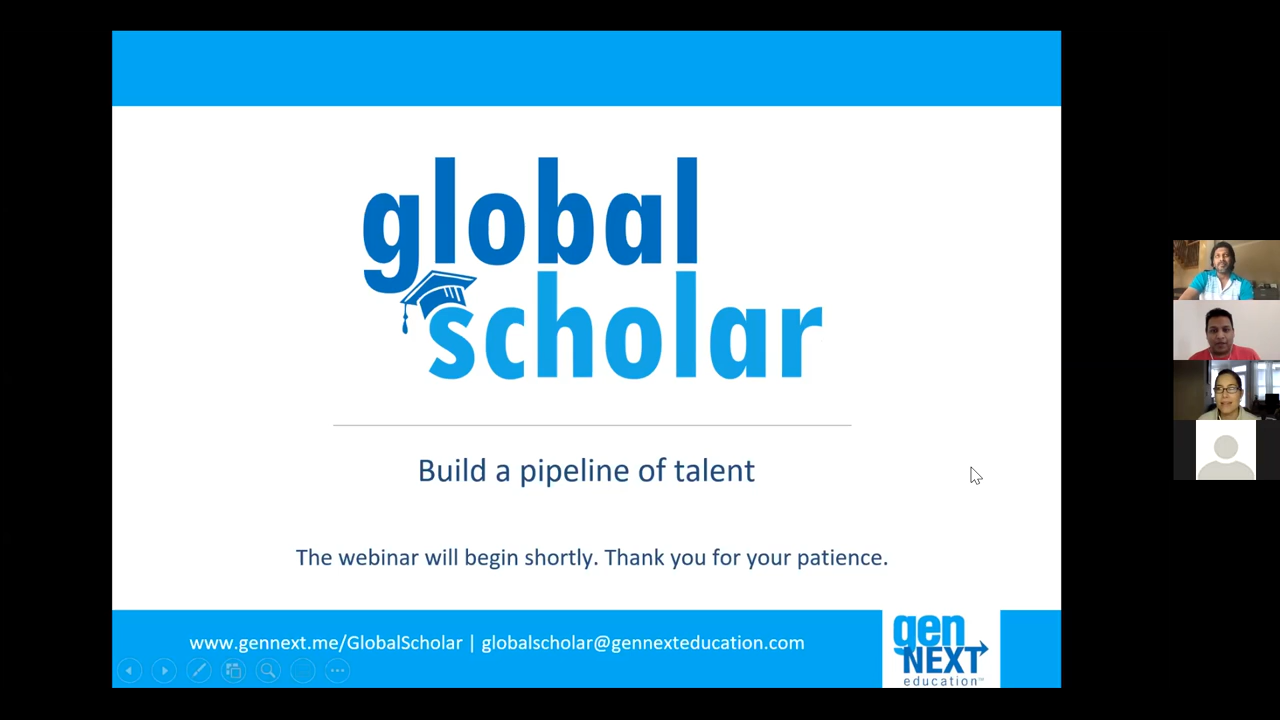 global
scholar
Build a pipeline of talent
The webinar will begin shortly. Thank you for your patience.
www.gennext.me/GlobalScholar | globalscholar@gennexteducation.com
gen
NEXT
education™